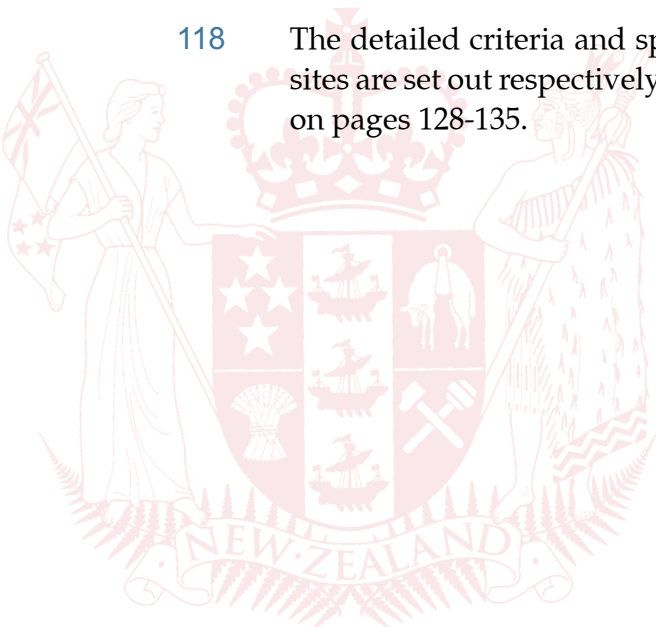 118 The detailed criteria and
sites are set out respectively
on pages 128-135.
NEW·ZEALAND